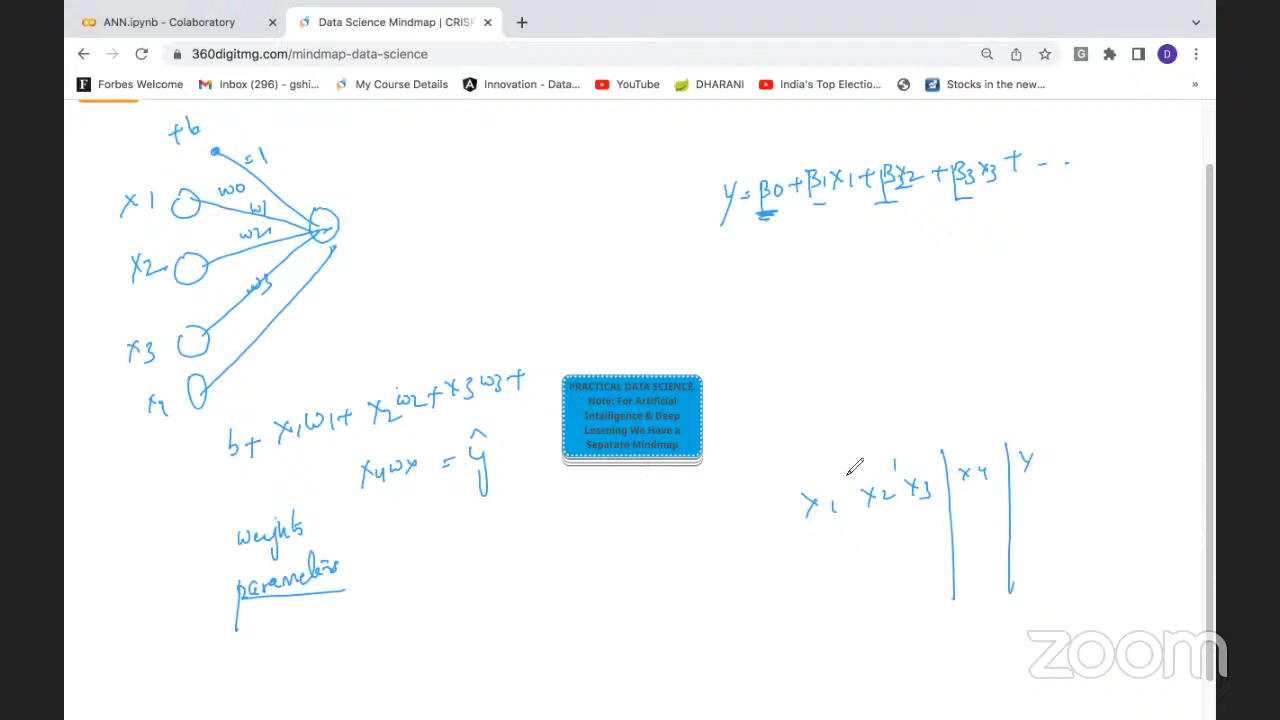 ANN.ipynb - Colaboratory
Data Science Mindmap | CRISP
360digitmg.com/mindmap-data-science
D
Forbes Welcome
Inbox (296) - gshi...
My Course Details
Innovation - Data...
YouTube
DHARANI
India's Top Electio...
Stocks in the new...
»
+b
=1
x1
w0
w1
x2
w2
x3
w3
x4
y = β0 + β1x1 + β2x2 + β3x3 + - ..
b + x1w1 + x2w2 + x3w3 +
x4wx = ŷ
weights
parameters
PRACTICAL DATA SCIENCE.
Note: For Artificial
Intelligence & Deep
Learning We Have a
Separate Mindmap
x1 x2 x3 x4 y
zoom